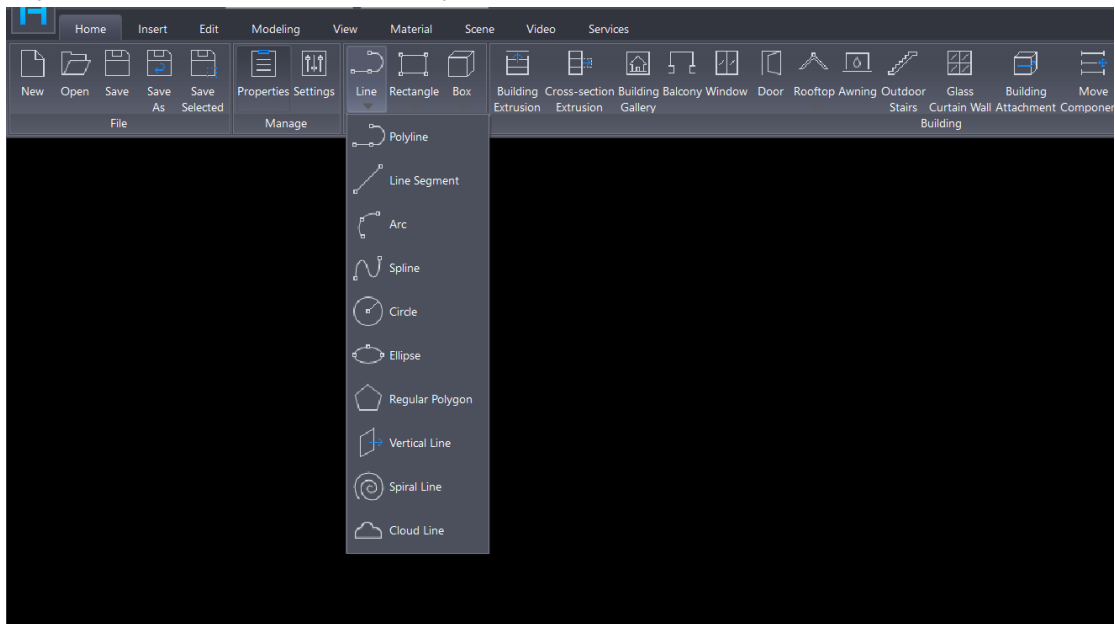 Home Insert Edit Modeling View Material Scene Video Services
New Open Save Save As Save Selected Properties Settings Line Rectangle Box Building Extrusion Cross-section Extrusion Building Gallery Balcony Window Door Rooftop Awning Outdoor Stairs Glass Curtain Wall Building Attachment Move
File Manage Building
Polyline
Line Segment
Arc
Spline
Circle
Ellipse
Regular Polygon
Vertical Line
Spiral Line
Cloud Line